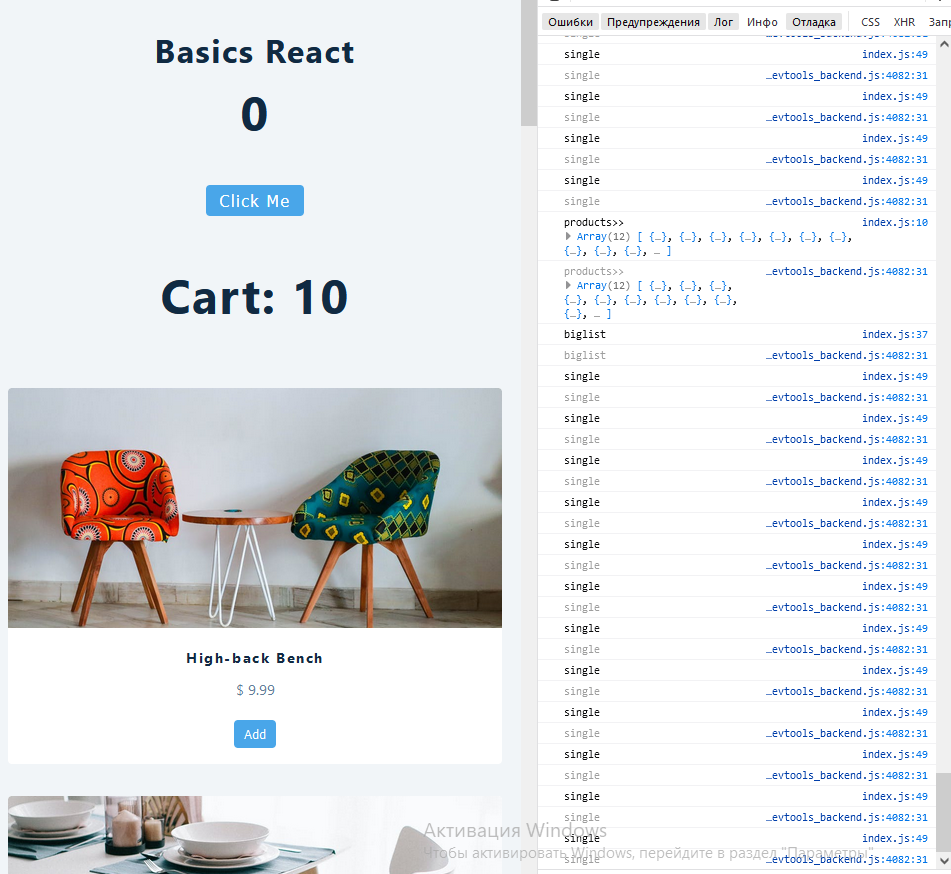 Basics React
0
Click Me
Cart: 10
High-back Bench
$ 9.99
Add
Ошибки Предупреждения Лог Инфо Отладка CSS XHR Запр
single index.js:49
single …evtools_backend.js:4082:31
single index.js:49
single …evtools_backend.js:4082:31
single index.js:49
single …evtools_backend.js:4082:31
single index.js:49
single …evtools_backend.js:4082:31
products>> index.js:10
Array(12) [ {…}, {…}, {…}, {…}, {…}, {…}, {…},
{…}, {…}, {…}, … ]
products>> …evtools_backend.js:4082:31
Array(12) [ {…}, {…}, {…},
{…}, {…}, {…}, {…}, {…}, {…},
{…}, … ]
biglist index.js:37
biglist …evtools_backend.js:4082:31
single index.js:49
single …evtools_backend.js:4082:31
single index.js:49
single …evtools_backend.js:4082:31
single index.js:49
single …evtools_backend.js:4082:31
single index.js:49
single …evtools_backend.js:4082:31
single index.js:49
single …evtools_backend.js:4082:31
single index.js:49
single …evtools_backend.js:4082:31
single index.js:49
single …evtools_backend.js:4082:31
single index.js:49
single …evtools_backend.js:4082:31
single index.js:49
single …evtools_backend.js:4082:31
single index.js:49
single …evtools_backend.js:4082:31
single index.js:49
single …evtools_backend.js:4082:31
single index.js:49
single …evtools_backend.js:4082:31
Активация Windows
Чтобы активировать Windows, перейдите в раздел "Параметры"